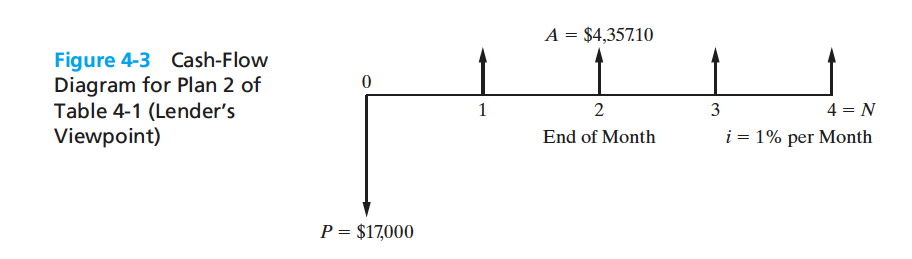 Figure 4-3 Cash-Flow
Diagram for Plan 2 of
Table 4-1 (Lender's
Viewpoint)
A = $4,357.10
0
1
2
3
4 = N
End of Month
i = 1% per Month
P = $17,000